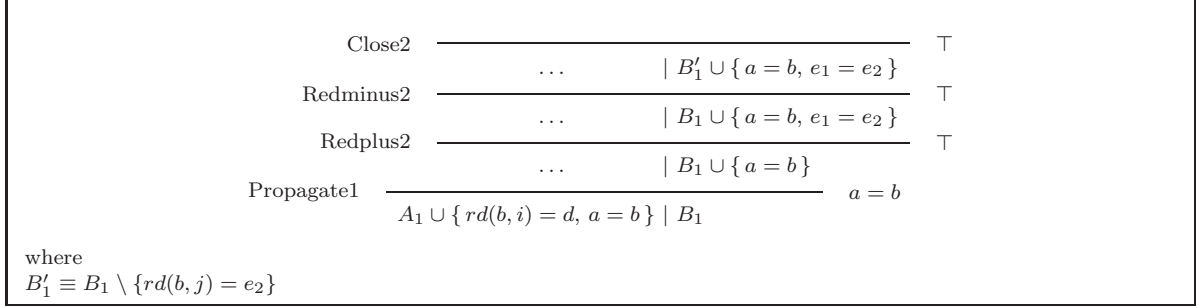 Close2 ⊤
… | B′₁ ∪ { a = b, e₁ = e₂ }
Redminus2 ⊤
… | B₁ ∪ { a = b, e₁ = e₂ }
Redplus2 ⊤
… | B₁ ∪ { a = b }
Propagate1 a = b
A₁ ∪ { rd(b, i) = d, a = b } | B₁
where
B′₁ ≡ B₁ \ {rd(b, j) = e₂}